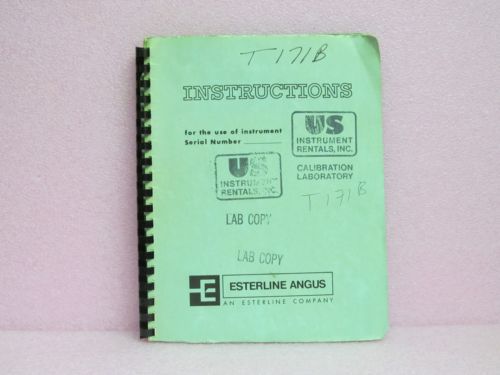 T171B
INSTRUCTIONS
for the use of instrument
Serial Number
US
INSTRUMENT
RENTALS, INC.
CALIBRATION
LABORATORY
US
INSTRUMENT
RENTALS, INC.
T171B
LAB COPY
LAB COPY
E
ESTERLINE ANGUS
AN ESTERLINE COMPANY